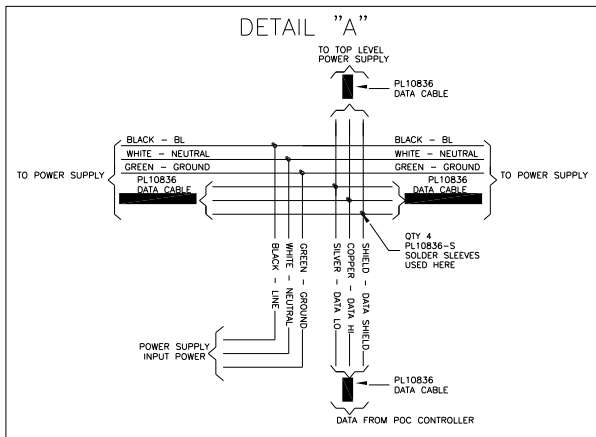 DETAIL "A"
TO TOP LEVEL
POWER SUPPLY
PL10836
DATA CABLE
BLACK - BL
BLACK - BL
WHITE - NEUTRAL
WHITE - NEUTRAL
GREEN - GROUND
GREEN - GROUND
TO POWER SUPPLY
PL10836
DATA CABLE
PL10836
DATA CABLE
TO POWER SUPPLY
QTY 4
PL10836-S
SOLDER SLEEVES
USED HERE
BLACK - LINE
WHITE - NEUTRAL
GREEN - GROUND
SILVER - DATA LO
COPPER - DATA HI
SHIELD - DATA SHIELD
POWER SUPPLY
INPUT POWER
PL10836
DATA CABLE
DATA FROM POC CONTROLLER